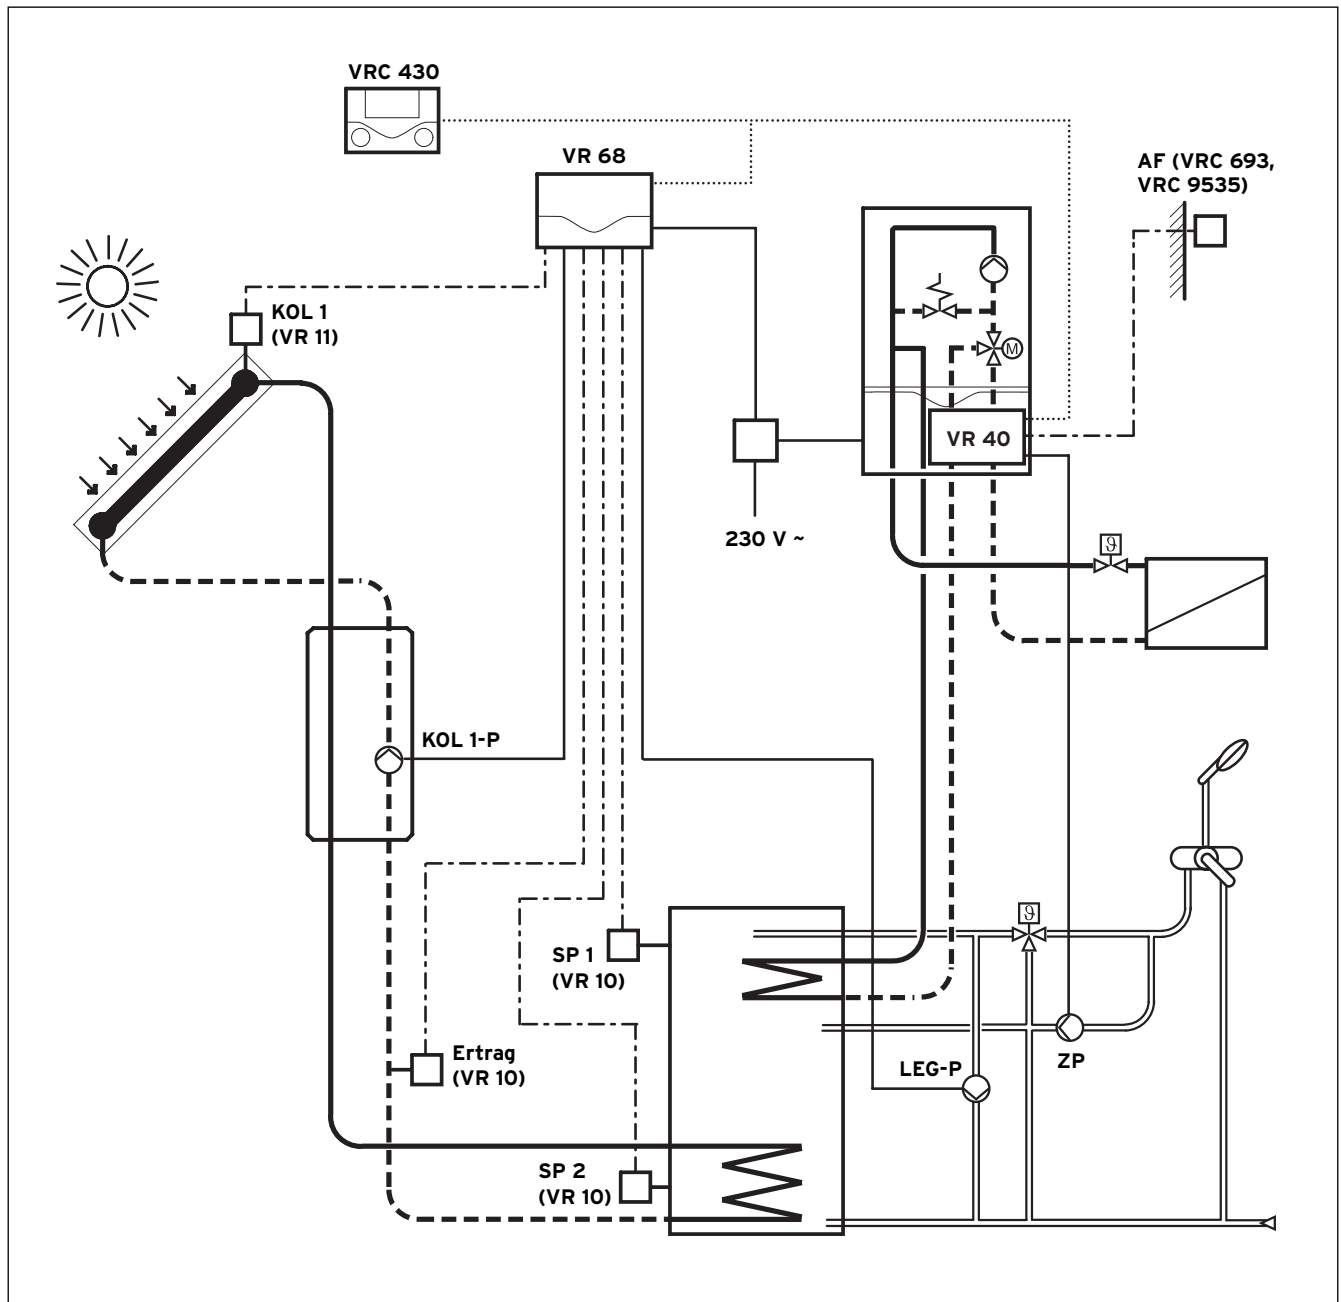 VRC 430
VR 68
AF (VRC 693,
VRC 9535)
KOL 1
(VR 11)
M
VR 40
230 V ~
ϑ
KOL 1-P
ϑ
SP 1
(VR 10)
Ertrag
(VR 10)
LEG-P
ZP
SP 2
(VR 10)